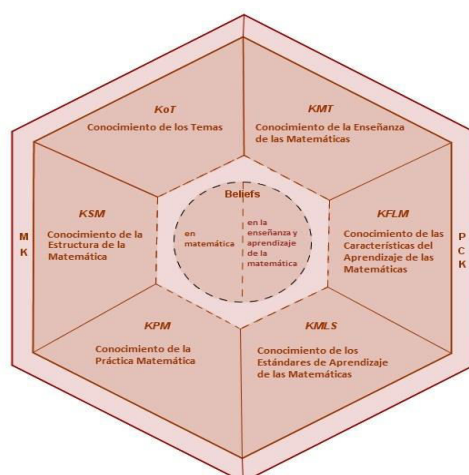 KoT
Conocimiento de los Temas
KMT
Conocimiento de la Enseñanza
de las Matemáticas
KSM
Conocimiento de la
Estructura de la
Matemática
M
K
Beliefs
en
matemática
en la
enseñanza y
aprendizaje
de la
matemática
KFLM
Conocimiento de las
Características del
Aprendizaje de las
Matemáticas
P
C
K
KPM
Conocimiento de la
Práctica Matemática
KMLS
Conocimiento de los
Estándares de Aprendizaje
de las Matemáticas